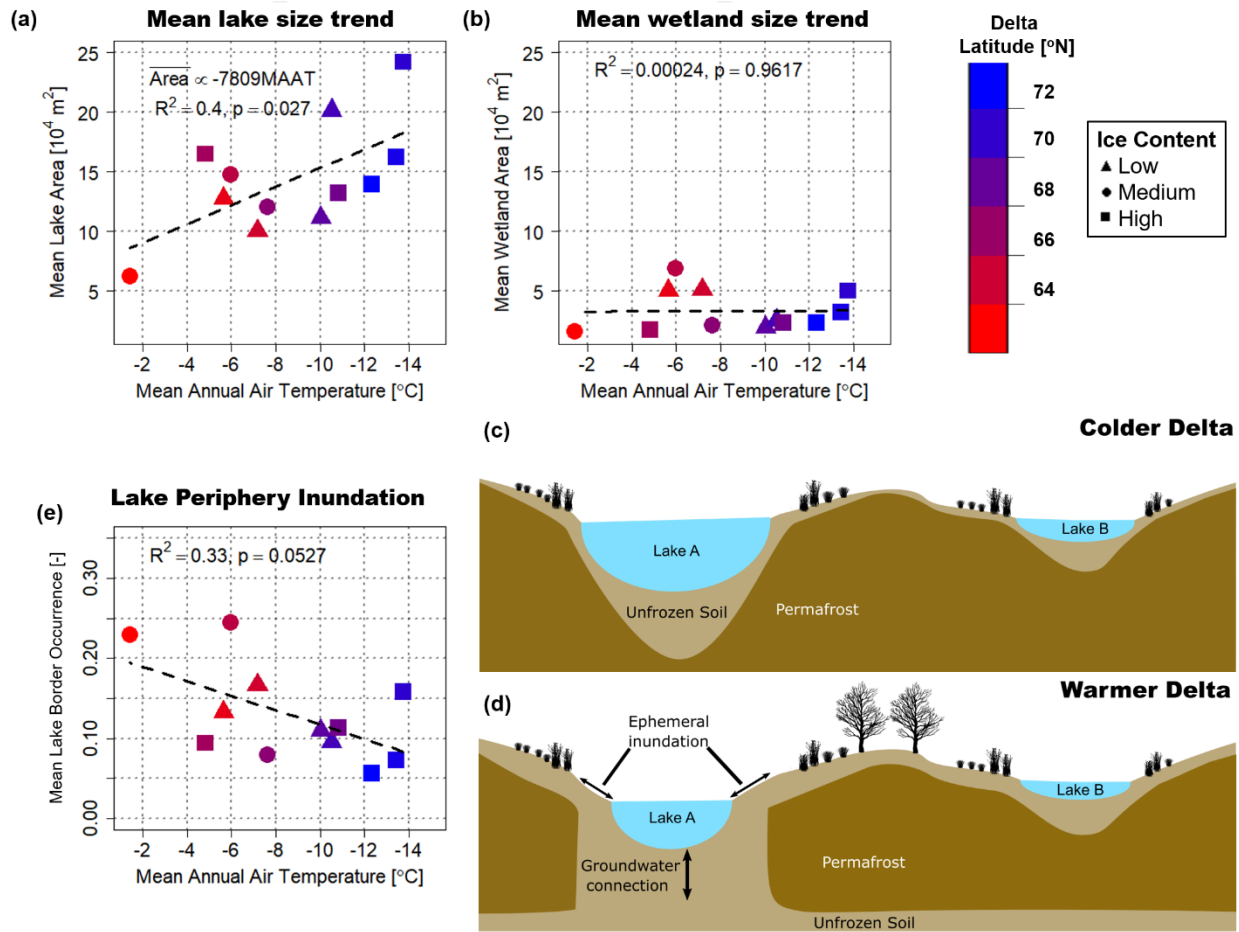 (a)
Mean lake size trend
Mean Lake Area [10⁴ m²]
25
20
15
10
5
Area ∝ -7809MAAT
R² = 0.4, p = 0.027
-2 -4 -6 -8 -10 -12 -14
Mean Annual Air Temperature [°C]
(b)
Mean wetland size trend
Mean Wetland Area [10⁴ m²]
25
20
15
10
5
R² = 0.00024, p = 0.9617
-2 -4 -6 -8 -10 -12 -14
Mean Annual Air Temperature [°C]
Delta
Latitude [°N]
72
70
68
66
64
Ice Content
Low
Medium
High
(c)
Colder Delta
Lake A
Lake B
Unfrozen Soil
Permafrost
(d)
Warmer Delta
Ephemeral
inundation
Lake A
Lake B
Groundwater
connection
Permafrost
Unfrozen Soil
(e)
Lake Periphery Inundation
Mean Lake Border Occurrence [-]
0.30
0.20
0.10
0.00
R² = 0.33, p = 0.0527
-2 -4 -6 -8 -10 -12 -14
Mean Annual Air Temperature [°C]